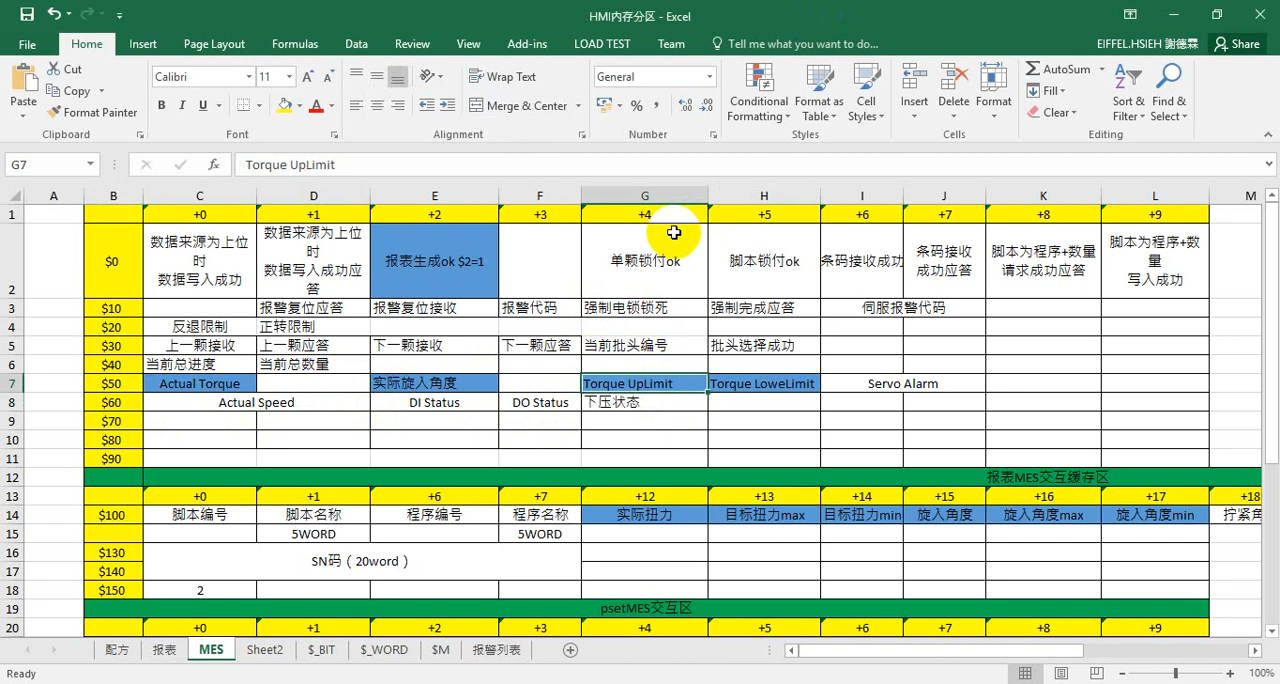 HMI内存分区 - Excel
File Home Insert Page Layout Formulas Data Review View Add-ins LOAD TEST Team Tell me what you want to do... EIFFEL.HSIEH 謝德霖 Share
Paste Cut Copy Format Painter Clipboard
Calibri 11 B I U A Font
Wrap Text Merge & Center Alignment
General % , Number
Conditional Formatting Format as Table Cell Styles Styles
Insert Delete Format Cells
AutoSum Fill Clear Sort & Filter Find & Select Editing
G7 fx Torque UpLimit
A B C D E F G H I J K L M
1 +0 +1 +2 +3 +4 +5 +6 +7 +8 +9
2 $0
数据来源为上位时
数据写入成功
数据来源为上位时
数据写入成功应答
报表生成ok $2=1
单颗锁付ok
脚本锁付ok
条码接收成功
条码接收
成功应答
脚本为程序+数量
请求成功应答
脚本为程序+数量
写入成功
3 $10 报警复位应答 报警复位接收 报警代码 强制电锁锁死 强制完成应答 伺服报警代码
4 $20 反退限制 正转限制
5 $30 上一颗接收 上一颗应答 下一颗接收 下一颗应答 当前批头编号 批头选择成功
6 $40 当前总进度 当前总数量
7 $50 Actual Torque 实际旋入角度 Torque UpLimit Torque LoweLimit Servo Alarm
8 $60 Actual Speed DI Status DO Status 下压状态
9 $70
10 $80
11 $90
12 报表MES交互缓存区
13 +0 +1 +6 +7 +12 +13 +14 +15 +16 +17 +18
14 $100 脚本编号 脚本名称 程序编号 程序名称 实际扭力 目标扭力max 目标扭力min 旋入角度 旋入角度max 旋入角度min 拧紧角
15 5WORD 5WORD
16 $130 SN码（20word）
17 $140
18 $150 2
19 psetMES交互区
20 +0 +1 +2 +3 +4 +5 +6 +7 +8 +9
配方 报表 MES Sheet2 $_BIT $_WORD $M 报警列表
Ready 100%